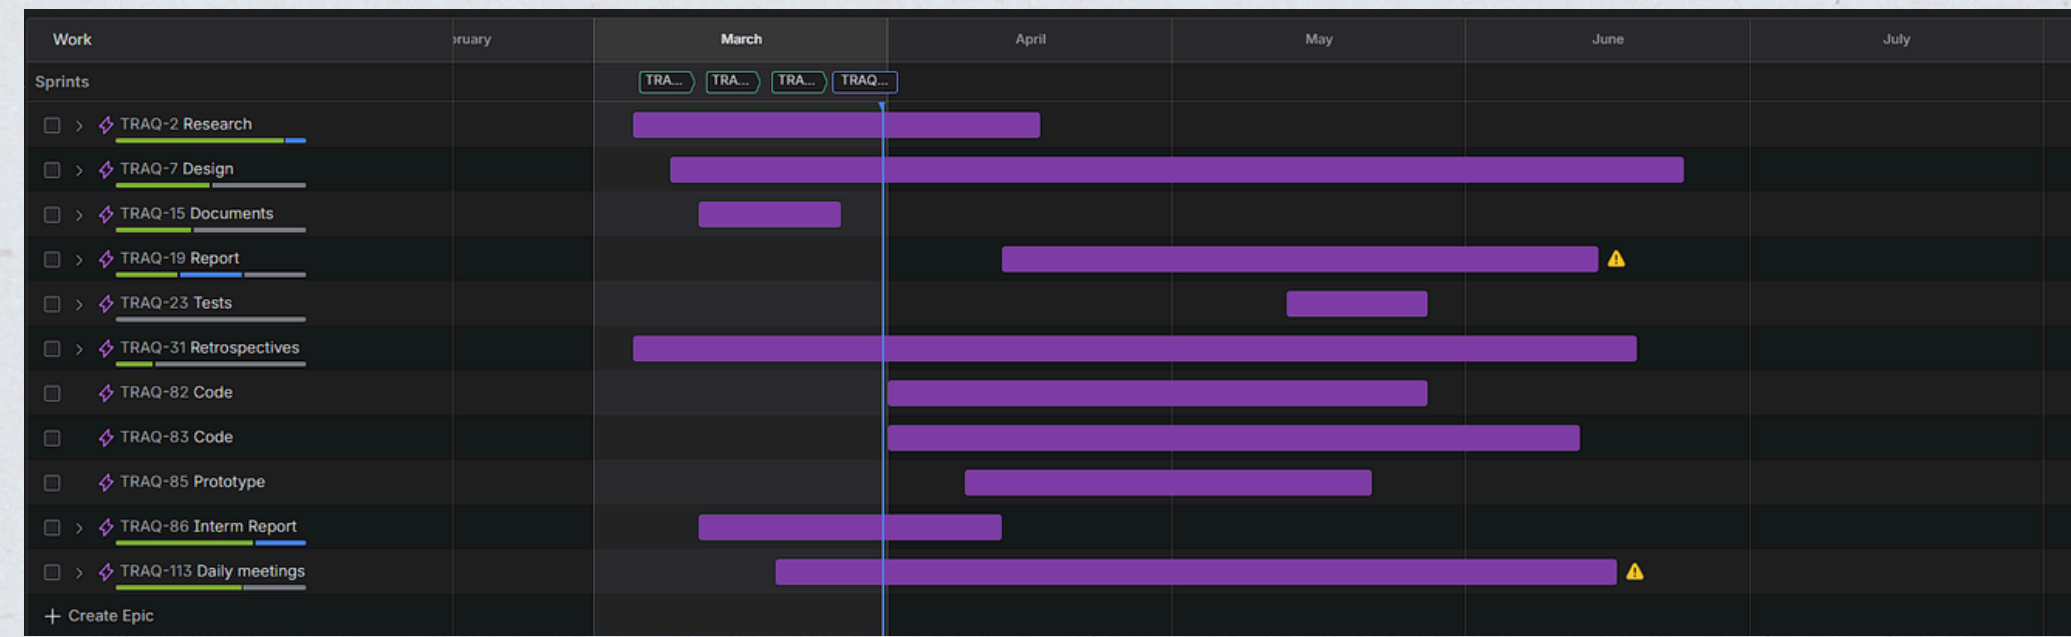 Work
bruary March April May June July
Sprints
TRA... TRA... TRA... TRAQ...
TRAQ-2 Research
TRAQ-7 Design
TRAQ-15 Documents
TRAQ-19 Report
TRAQ-23 Tests
TRAQ-31 Retrospectives
TRAQ-82 Code
TRAQ-83 Code
TRAQ-85 Prototype
TRAQ-86 Interm Report
TRAQ-113 Daily meetings
+ Create Epic